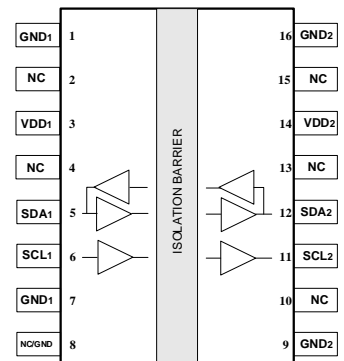 GND1 1 16 GND2
NC 2 15 NC
VDD1 3 14 VDD2
NC 4 13 NC
SDA1 5 12 SDA2
SCL1 6 11 SCL2
GND1 7 10 NC
NC/GND 8 9 GND2
ISOLATION BARRIER